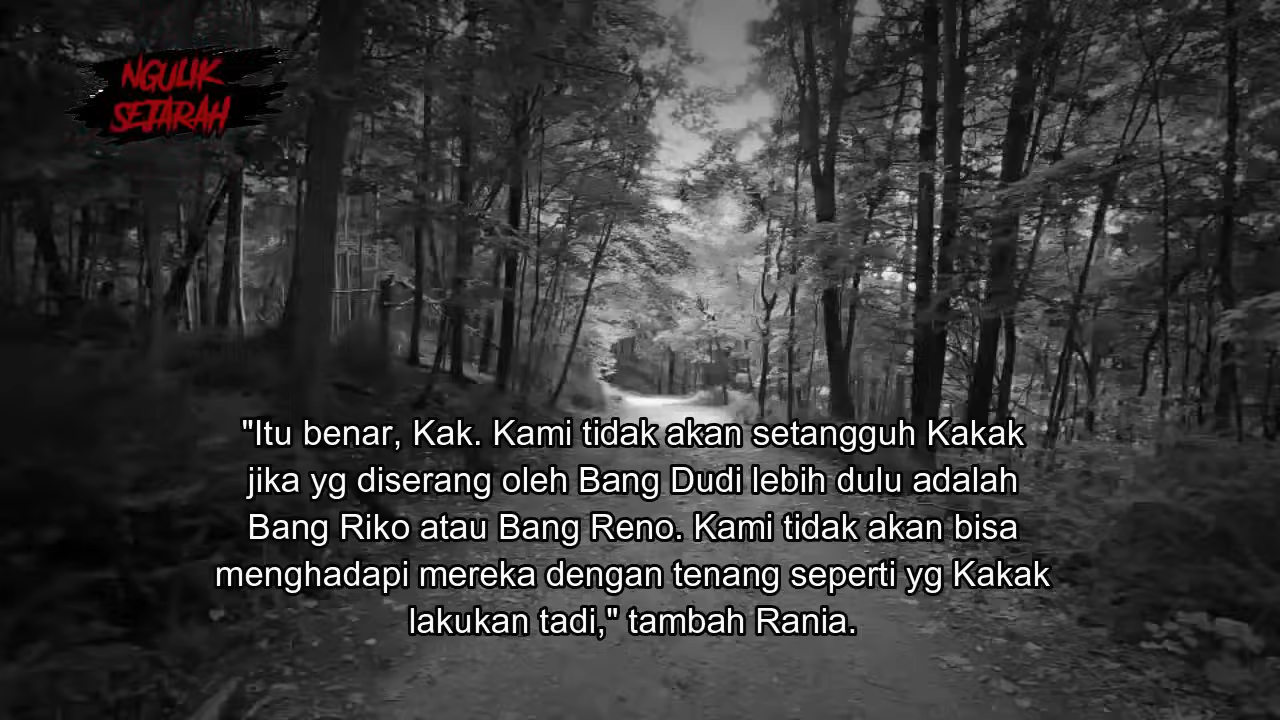 NGULIK
SEJARAH
"Itu benar, Kak. Kami tidak akan setangguh Kakak
jika yg diserang oleh Bang Dudi lebih dulu adalah
Bang Riko atau Bang Reno. Kami tidak akan bisa
menghadapi mereka dengan tenang seperti yg Kakak
lakukan tadi," tambah Rania.